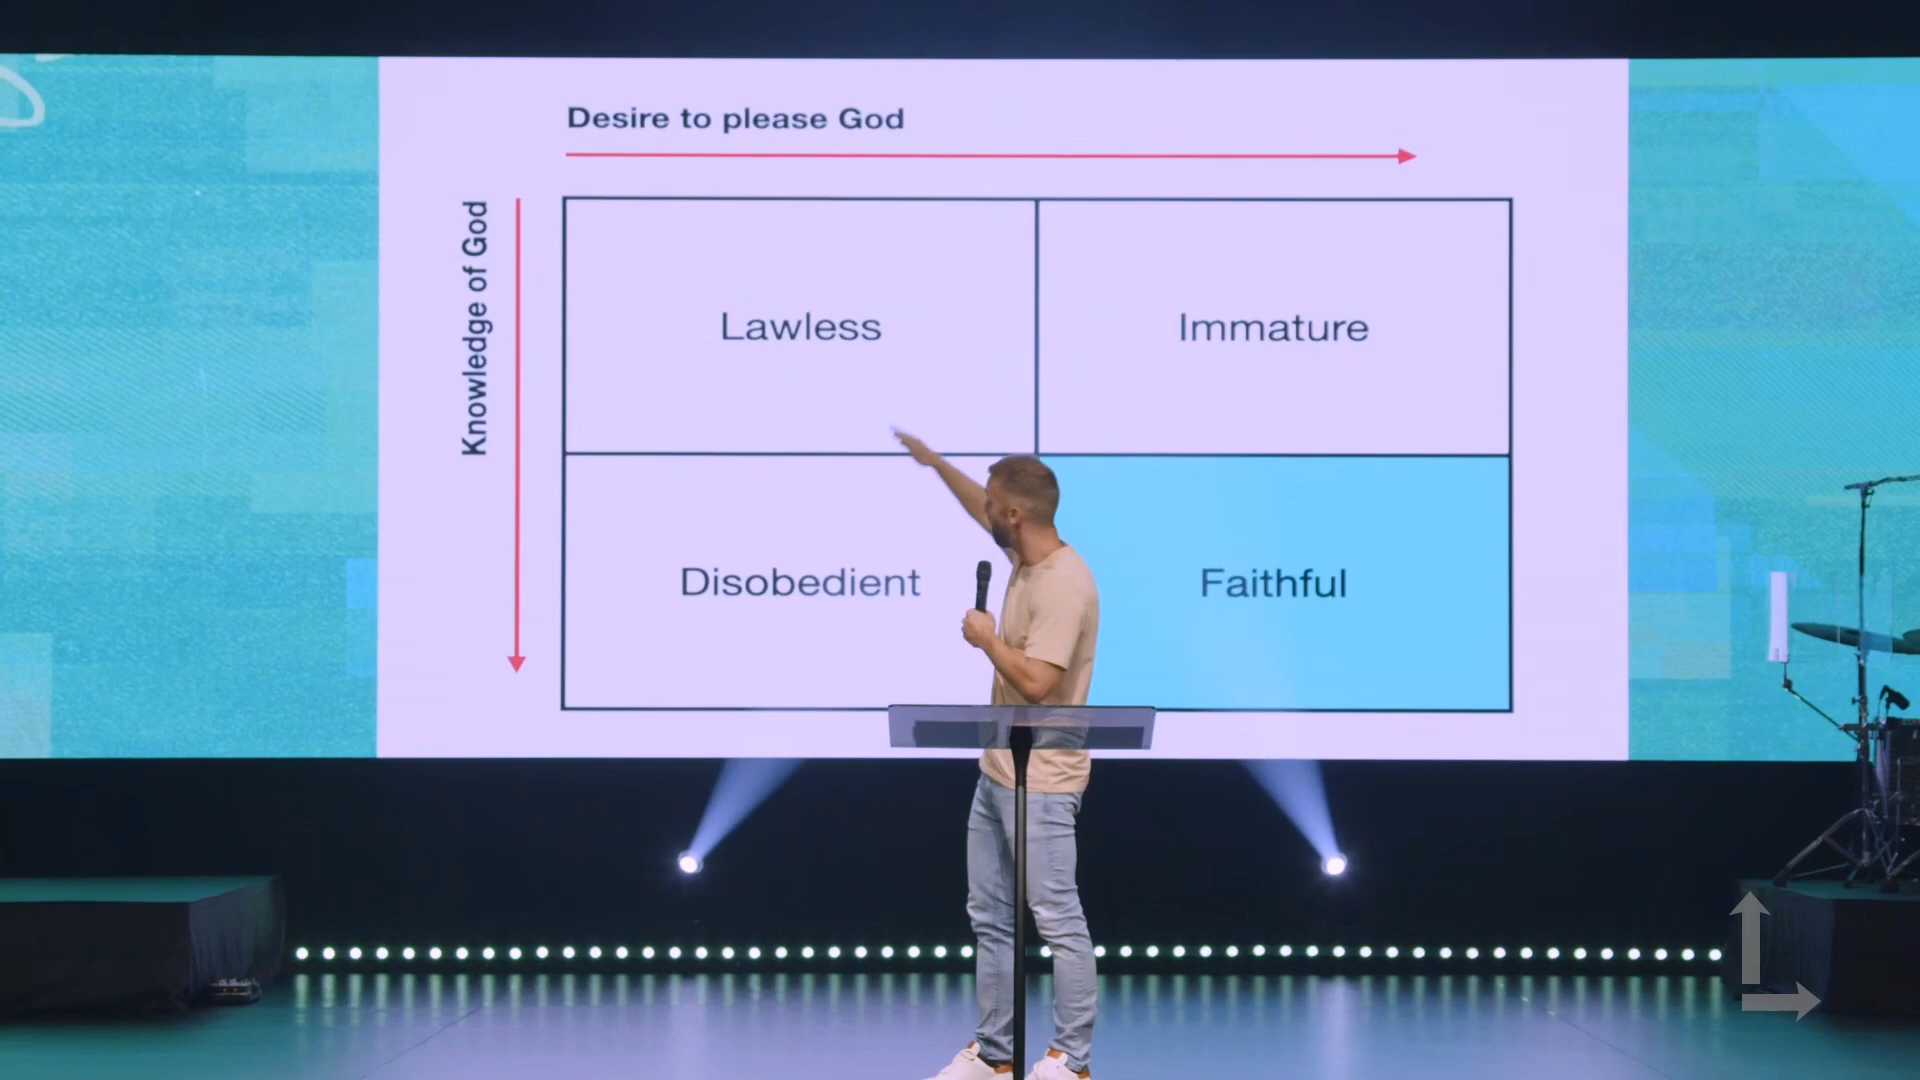 Desire to please God
Knowledge of God
Lawless
Immature
Disobedient
Faithful